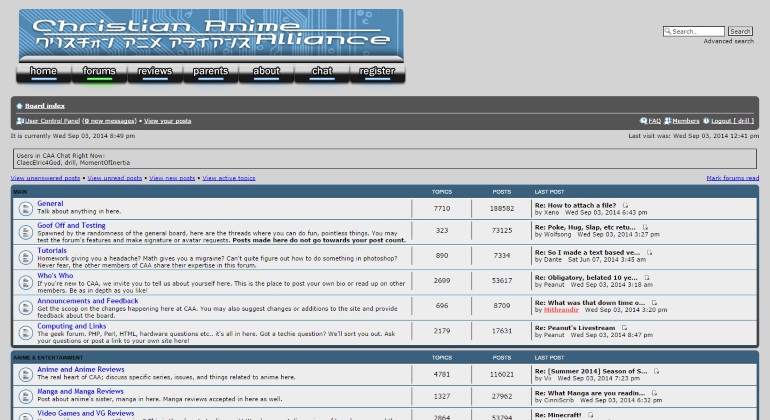 Christian Anime
クリスチャン アニメ アライアンス Alliance
home forums reviews parents about chat register
Search... Search
Advanced search
Board index
User Control Panel (0 new messages) • View your posts
FAQ Members Logout [ drill ]
It is currently Wed Sep 03, 2014 8:49 pm
Last visit was: Wed Sep 03, 2014 12:41 pm
Users in CAA Chat Right Now:
ClaecElric4God, drill, MomentOfInertia
View unanswered posts • View unread posts • View new posts • View active topics
Mark forums read
MAIN TOPICS POSTS LAST POST
General
Talk about anything in here.
7710 188582
Re: How to attach a file?
by Xeno Wed Sep 03, 2014 6:43 pm
Goof Off and Testing
Spawned by the randomness of the general board, here are the threads where you can do fun, pointless things. You may
test the forum's features and make signature or avatar requests. Posts made here do not go towards your post count.
323 73125
Re: Poke, Hug, Slap, etc retu...
by Wolfsong Wed Sep 03, 2014 3:27 pm
Tutorials
Homework giving you a headache? Math gives you a migraine? Can't quite figure out how to do something in photoshop?
Never fear, the other members of CAA share their expertise in this forum.
890 7334
Re: So I made a text based ve...
by Dante Sat Jun 07, 2014 3:45 am
Who's Who
If you're new to CAA, we invite you to tell us about yourself here. This is the place to post your own bio or read up on other
members. Be as in depth as you like!
2699 53617
Re: Obligatory, belated 10 ye...
by Peanut Wed Sep 03, 2014 3:18 am
Announcements and Feedback
Get the scoop on the changes happening here at CAA. You may also suggest changes or additions to the site and provide
feedback about the board.
696 8709
Re: What was that down time o...
by Mithrandir Wed Sep 03, 2014 3:20 pm
Computing and Links
The geek forum. PHP, Perl, HTML, hardware questions etc.. it's all in here. Got a techie question? We'll sort you out. Ask
your questions or post a link to your own site here!
2179 17631
Re: Peanut's Livestream
by Peanut Wed Sep 03, 2014 8:47 pm
ANIME & ENTERTAINMENT TOPICS POSTS LAST POST
Anime and Anime Reviews
The real heart of CAA; discuss specific series, issues, and things related to anime here.
4781 116021
Re: [Summer 2014] Season of S...
Wed Sep 03, 2014 7:23 pm
Manga and Manga Reviews
Post about anime's sister, manga in here. Manga reviews accepted in here as well.
1327 27962
Re: What Manga are you readin...
by CinniScrib Wed Sep 03, 2014 6:32 pm
Video Games and VG Reviews
2864 53794
Re: Minecraft!